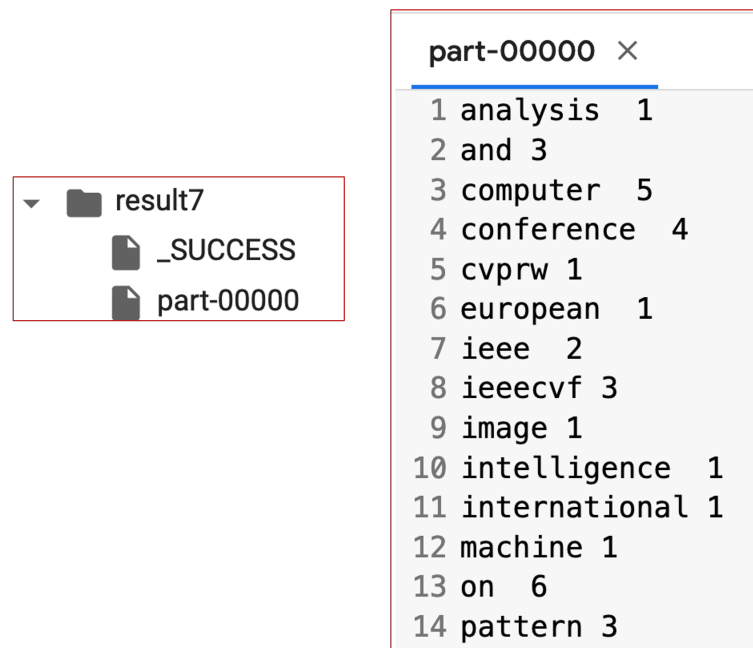 result7
_SUCCESS
part-00000
part-00000 ×
1 analysis  1
2 and 3
3 computer  5
4 conference  4
5 cvprw 1
6 european  1
7 ieee  2
8 ieeecvf 3
9 image 1
10 intelligence  1
11 international 1
12 machine 1
13 on  6
14 pattern 3